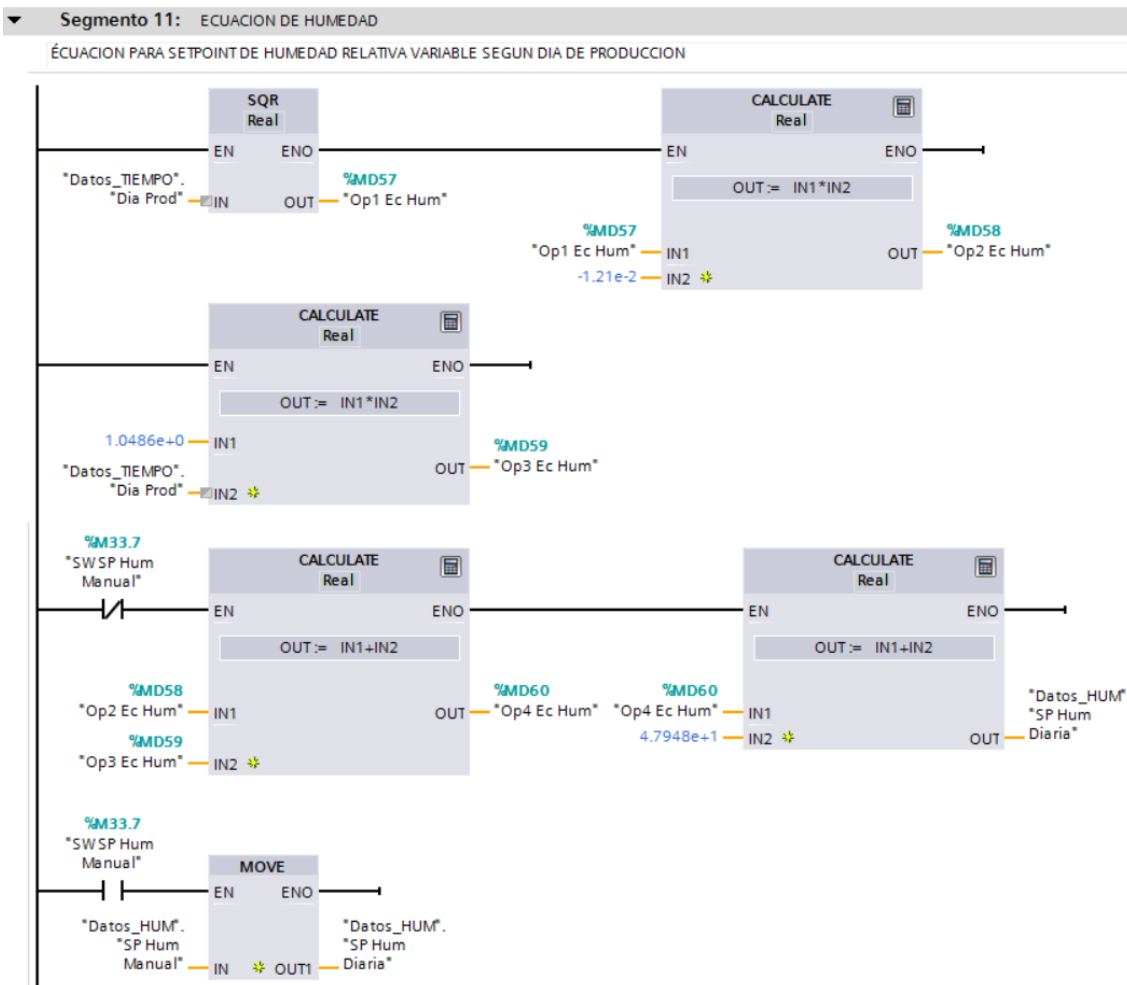 Segmento 11: ECUACION DE HUMEDAD
ÉCUACION PARA SETPOINT DE HUMEDAD RELATIVA VARIABLE SEGUN DIA DE PRODUCCION
SQR
Real
EN ENO
"Datos_TIEMPO".
"Dia Prod"
IN OUT
%MD57
"Op1 Ec Hum"
CALCULATE
Real
EN ENO
OUT := IN1*IN2
%MD57
"Op1 Ec Hum"
IN1
-1.21e-2
IN2
OUT
%MD58
"Op2 Ec Hum"
CALCULATE
Real
EN ENO
OUT := IN1*IN2
1.0486e+0
IN1
"Datos_TIEMPO".
"Dia Prod"
IN2
OUT
%MD59
"Op3 Ec Hum"
%M33.7
"SW SP Hum
Manual"
CALCULATE
Real
EN ENO
OUT := IN1+IN2
%MD58
"Op2 Ec Hum"
IN1
%MD59
"Op3 Ec Hum"
IN2
OUT
%MD60
"Op4 Ec Hum"
CALCULATE
Real
EN ENO
OUT := IN1+IN2
%MD60
"Op4 Ec Hum"
IN1
4.7948e+1
IN2
OUT
"Datos_HUM"
"SP Hum
Diaria"
%M33.7
"SW SP Hum
Manual"
MOVE
EN ENO
"Datos_HUM".
"SP Hum
Manual"
IN OUT1
"Datos_HUM".
"SP Hum
Diaria"